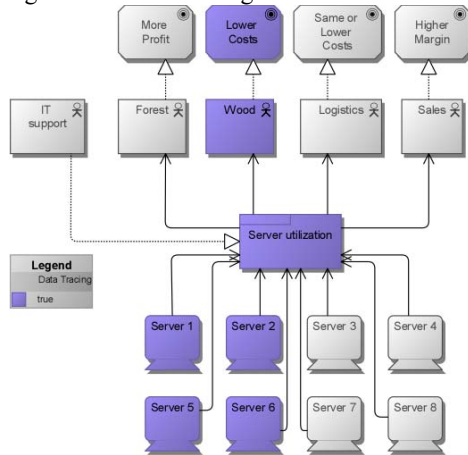 More
Profit
Lower
Costs
Same or
Lower
Costs
Higher
Margin
IT
support
Forest
Wood
Logistics
Sales
Server utilization
Legend
Data Tracing
true
Server 1
Server 2
Server 3
Server 4
Server 5
Server 6
Server 7
Server 8